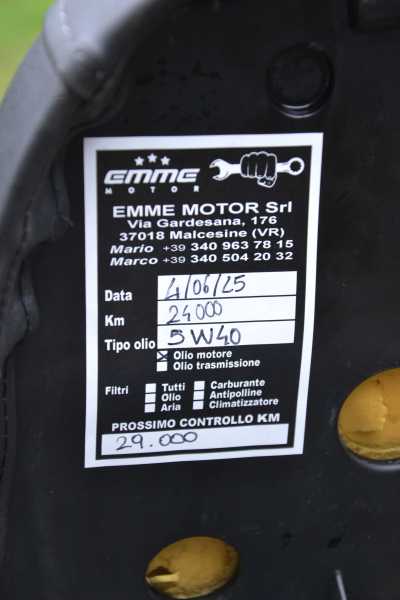 EMME
MOTOR
EMME MOTOR Srl
Via Gardesana, 176
37018 Malcesine (VR)
Mario +39 340 963 78 15
Marco +39 340 504 20 32
Data 4/06/25
Km 24000
Tipo olio 5W40
Olio motore
Olio trasmissione
Filtri Tutti Carburante
Olio Antipolline
Aria Climatizzatore
PROSSIMO CONTROLLO KM
29.000